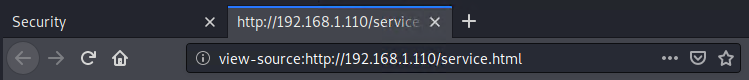 Security
http://192.168.1.110/service
view-source:http://192.168.1.110/service.html